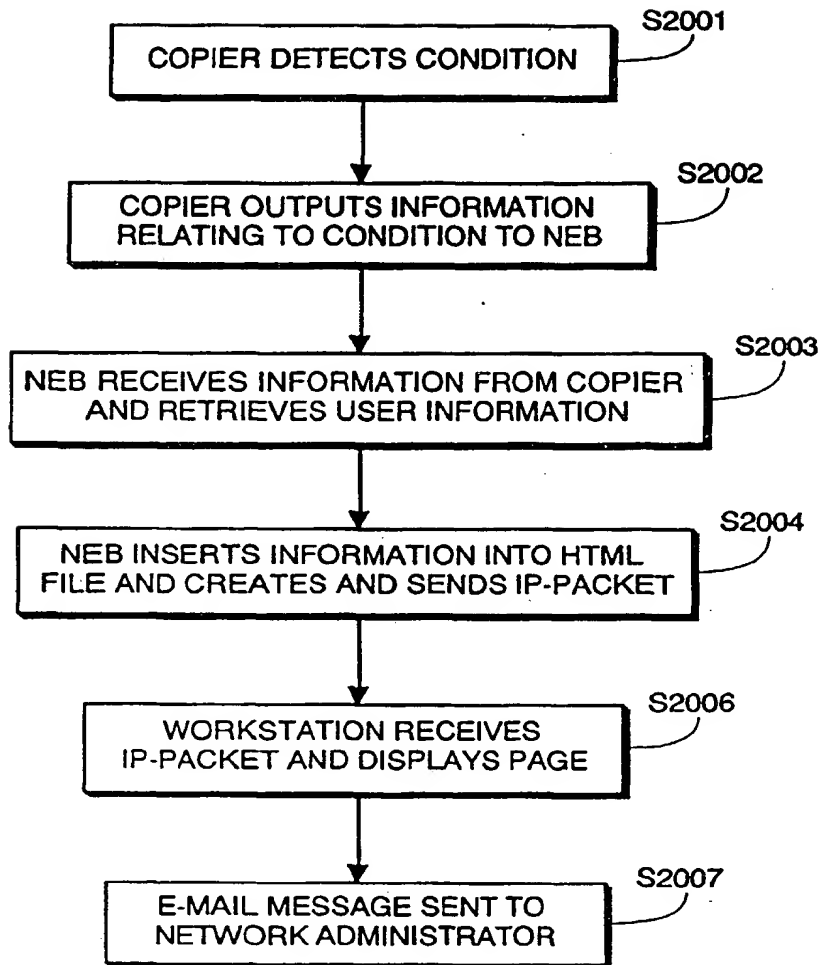 S2001
COPIER DETECTS CONDITION
S2002
COPIER OUTPUTS INFORMATION
RELATING TO CONDITION TO NEB
S2003
NEB RECEIVES INFORMATION FROM COPIER
AND RETRIEVES USER INFORMATION
S2004
NEB INSERTS INFORMATION INTO HTML
FILE AND CREATES AND SENDS IP-PACKET
S2006
WORKSTATION RECEIVES
IP-PACKET AND DISPLAYS PAGE
S2007
E-MAIL MESSAGE SENT TO
NETWORK ADMINISTRATOR